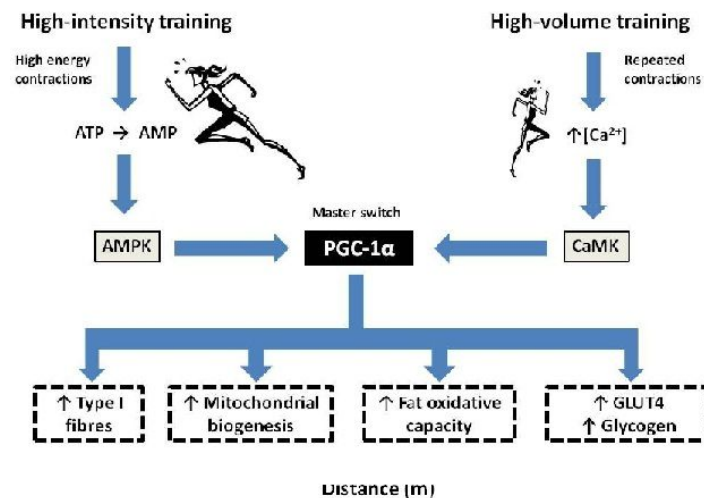 High-intensity training
High-volume training
High energy
contractions
Repeated
contractions
ATP → AMP
↑[Ca²⁺]
Master switch
AMPK
PGC-1α
CaMK
↑ Type I
fibres
↑ Mitochondrial
biogenesis
↑ Fat oxidative
capacity
↑ GLUT4
↑ Glycogen
Distance (m)